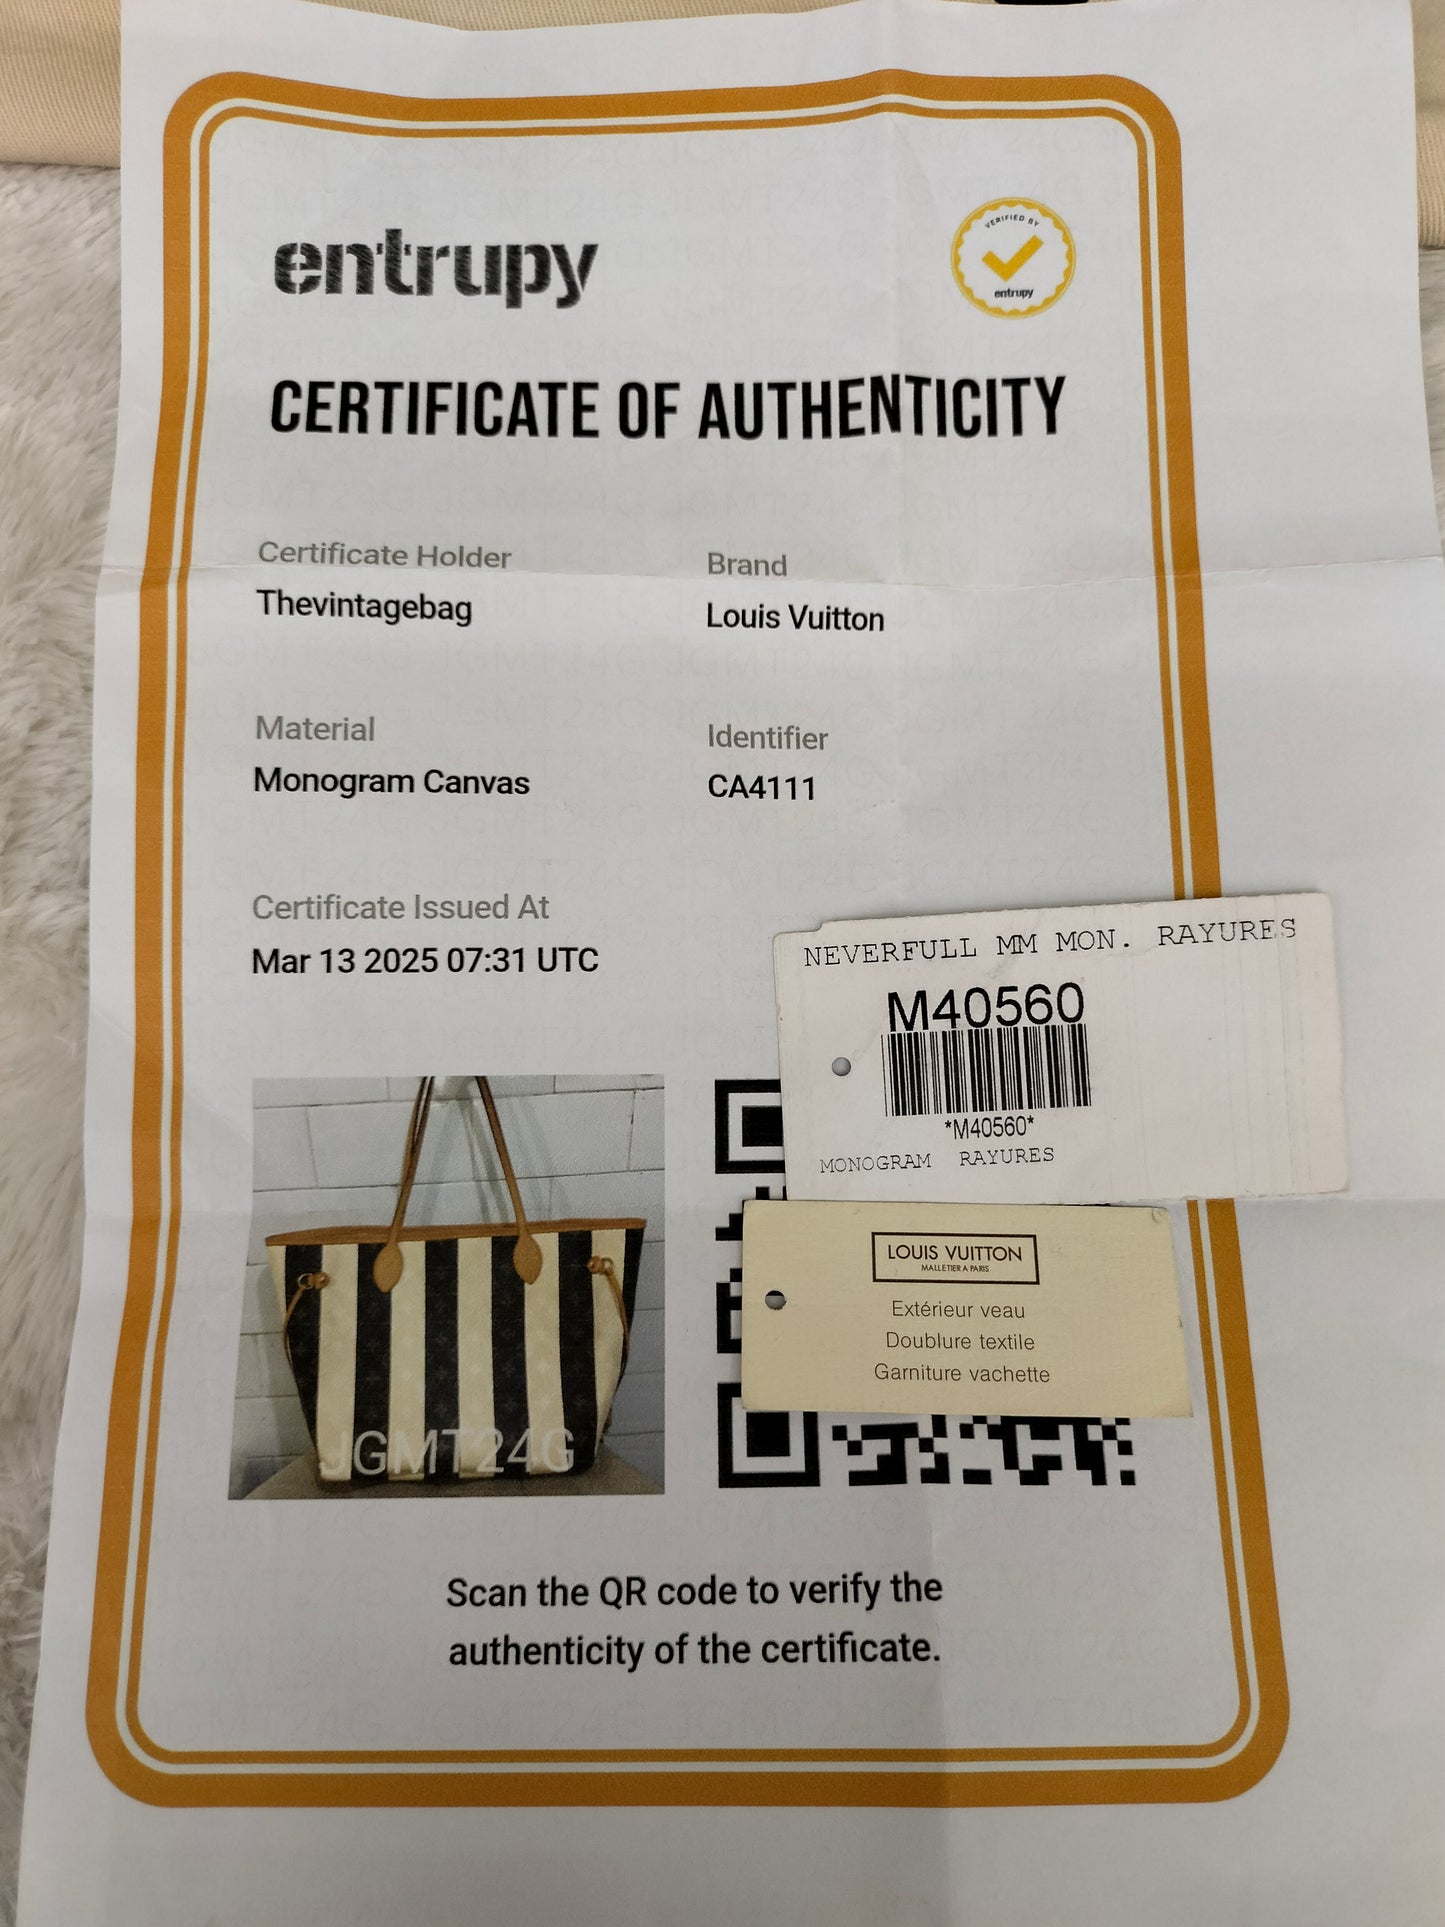 entrupy
VERIFIED BY
entrupy
CERTIFICATE OF AUTHENTICITY
Certificate Holder
Thevintagebag
Brand
Louis Vuitton
Material
Monogram Canvas
Identifier
CA4111
Certificate Issued At
Mar 13 2025 07:31 UTC
NEVERFULL MM MON. RAYURES
M40560
*M40560*
MONOGRAM RAYURES
LOUIS VUITTON
MALLETIER A PARIS
Extérieur veau
Doublure textile
Garniture vachette
JGMT24G
Scan the QR code to verify the
authenticity of the certificate.